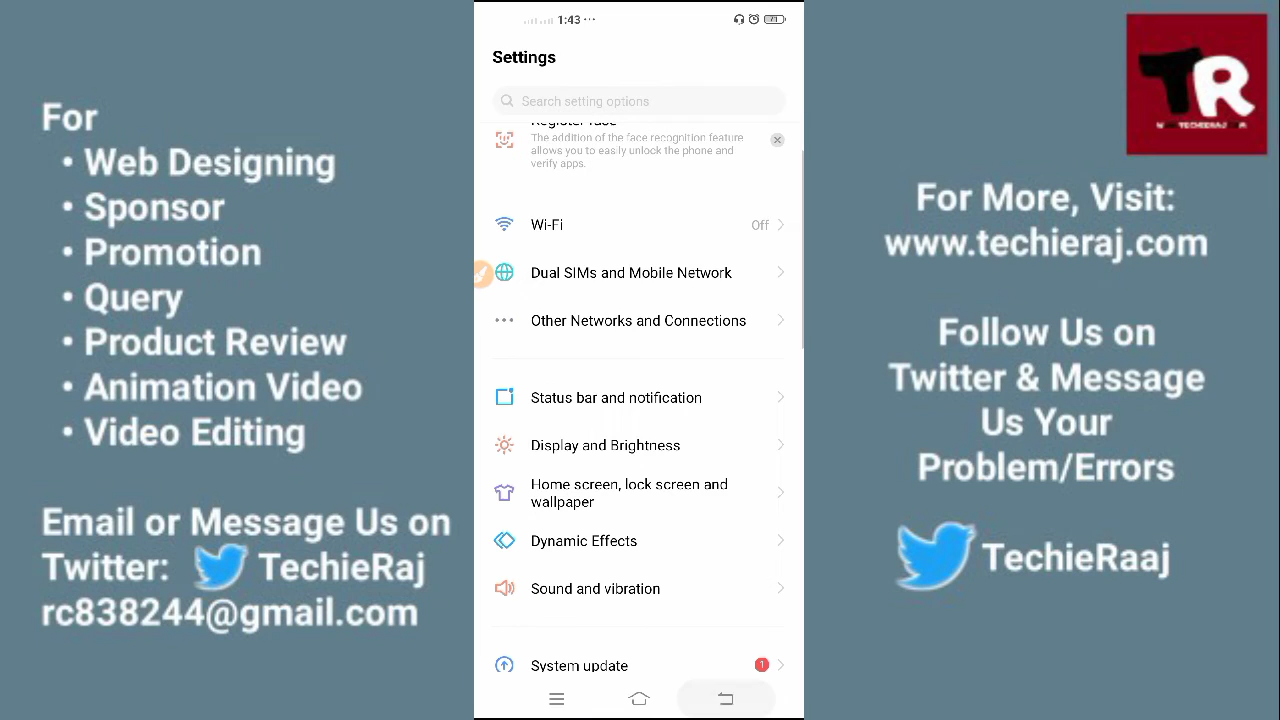 For
• Web Designing
• Sponsor
• Promotion
• Query
• Product Review
• Animation Video
• Video Editing
Email or Message Us on
Twitter: TechieRaj
rc838244@gmail.com
1:43 ···
Settings
Search setting options
Register face
The addition of the face recognition feature
allows you to easily unlock the phone and
verify apps.
Wi-Fi Off
Dual SIMs and Mobile Network
Other Networks and Connections
Status bar and notification
Display and Brightness
Home screen, lock screen and
wallpaper
Dynamic Effects
Sound and vibration
System update 1
TR
For More, Visit:
www.techieraj.com
Follow Us on
Twitter & Message
Us Your
Problem/Errors
TechieRaaj